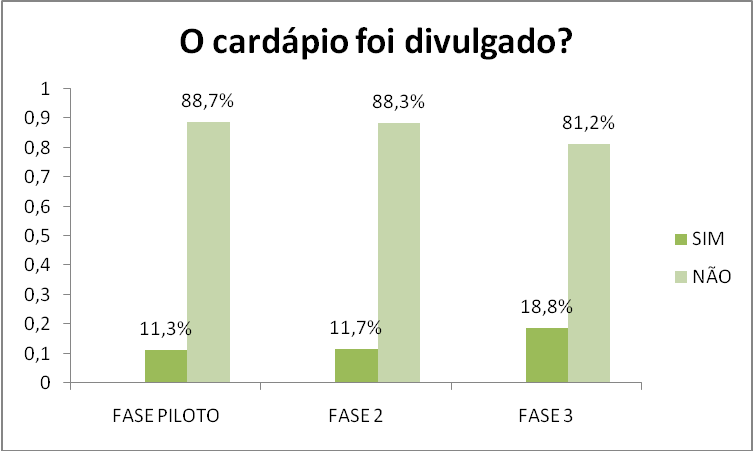 O cardápio foi divulgado?
1
0,9
0,8
0,7
0,6
0,5
0,4
0,3
0,2
0,1
0
88,7%
88,3%
81,2%
11,3%
11,7%
18,8%
FASE PILOTO
FASE 2
FASE 3
SIM
NÃO